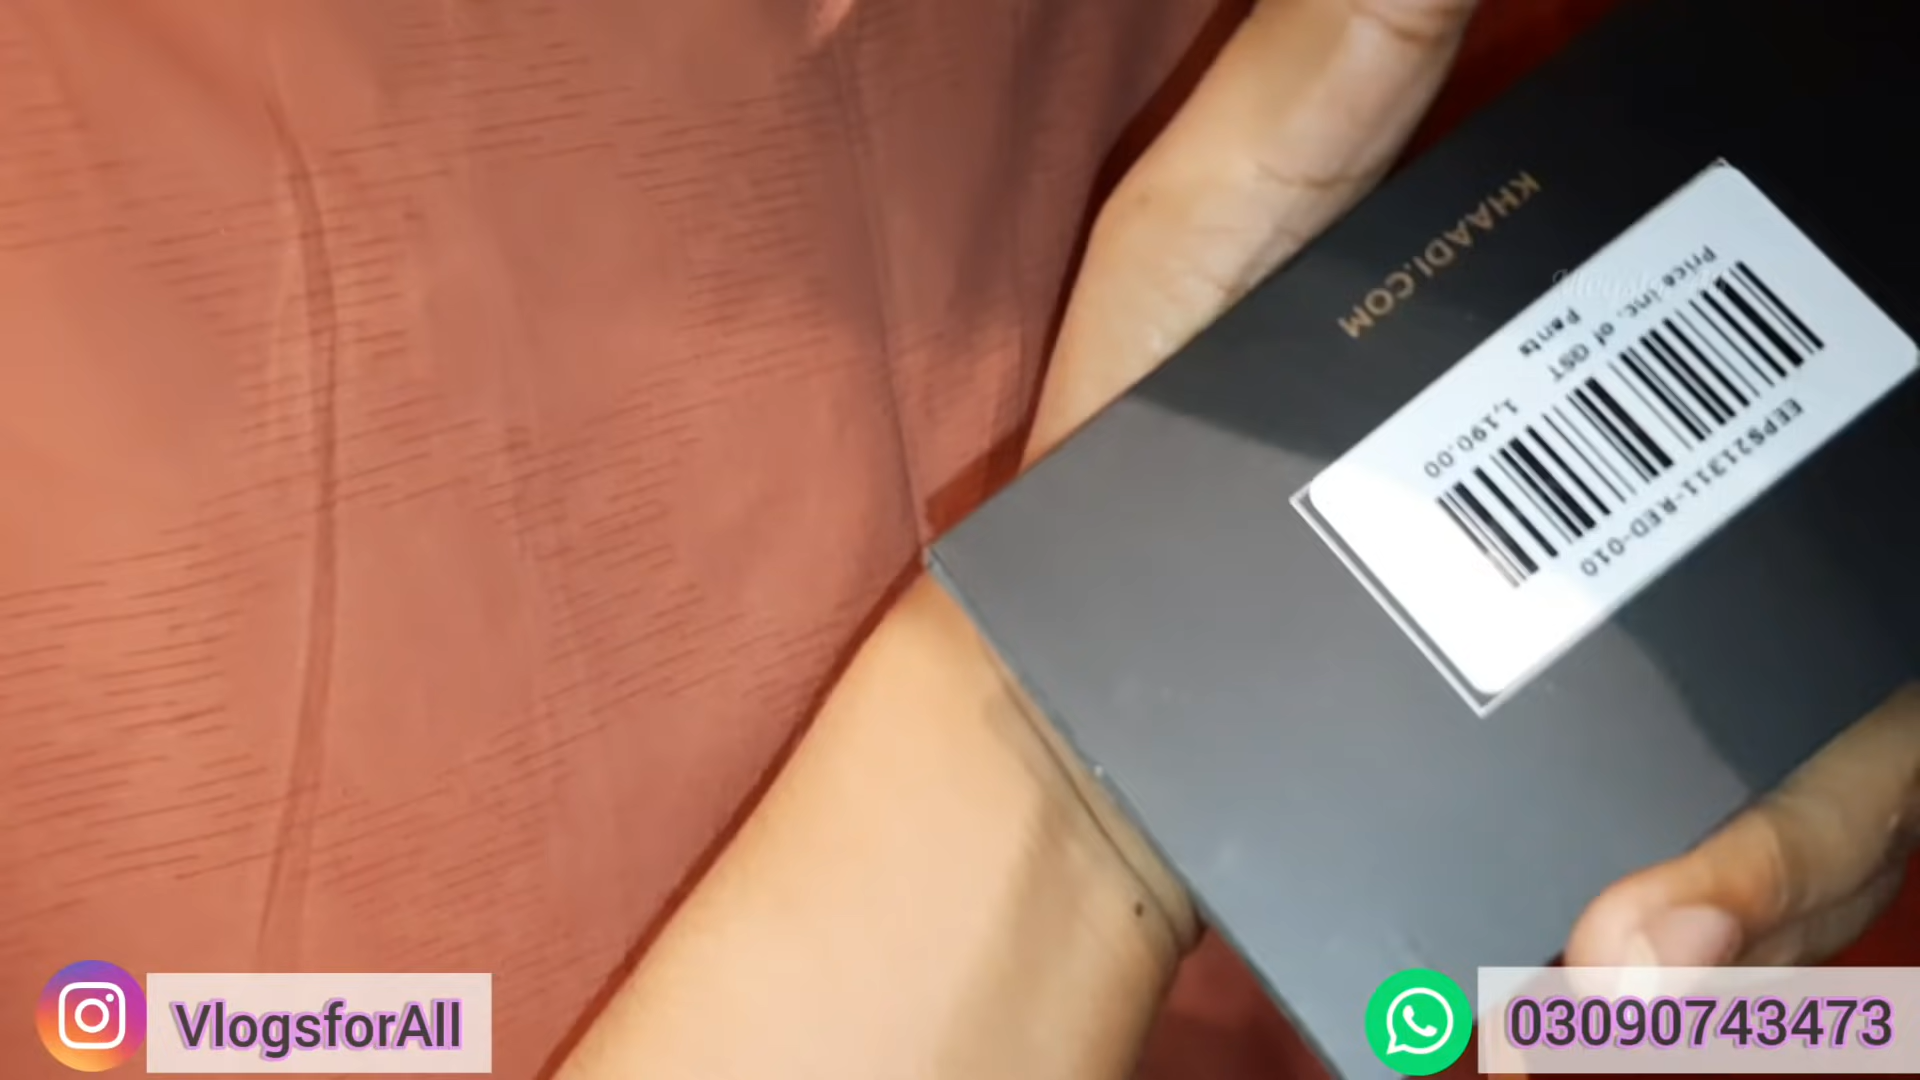 KHAADI.COM
Price inc. of GST
Pants
1,190.00
EEPS21311-RED-010
VlogsforAll
03090743473